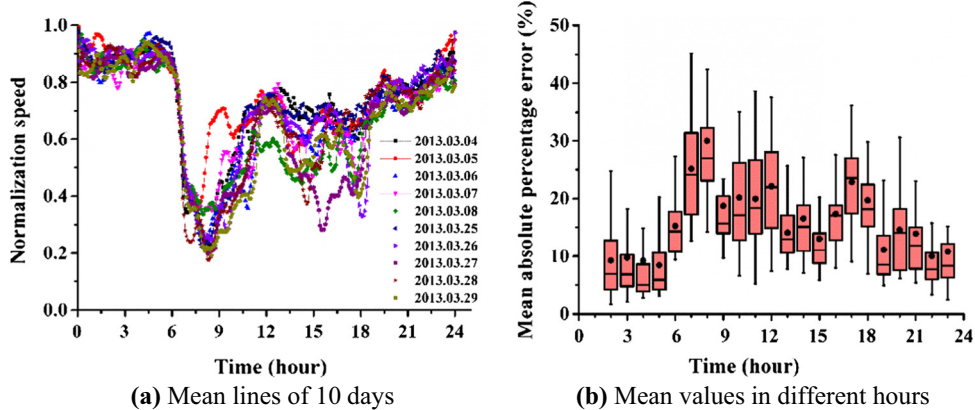 1.0
0.8
0.6
0.4
0.2
0.0
Normalization speed
2013.03.04
2013.03.05
2013.03.06
2013.03.07
2013.03.08
2013.03.25
2013.03.26
2013.03.27
2013.03.28
2013.03.29
0 3 6 9 12 15 18 21 24
Time (hour)
(a) Mean lines of 10 days
50
40
30
20
10
0
Mean absolute percentage error (%)
0 3 6 9 12 15 18 21 24
Time (hour)
(b) Mean values in different hours